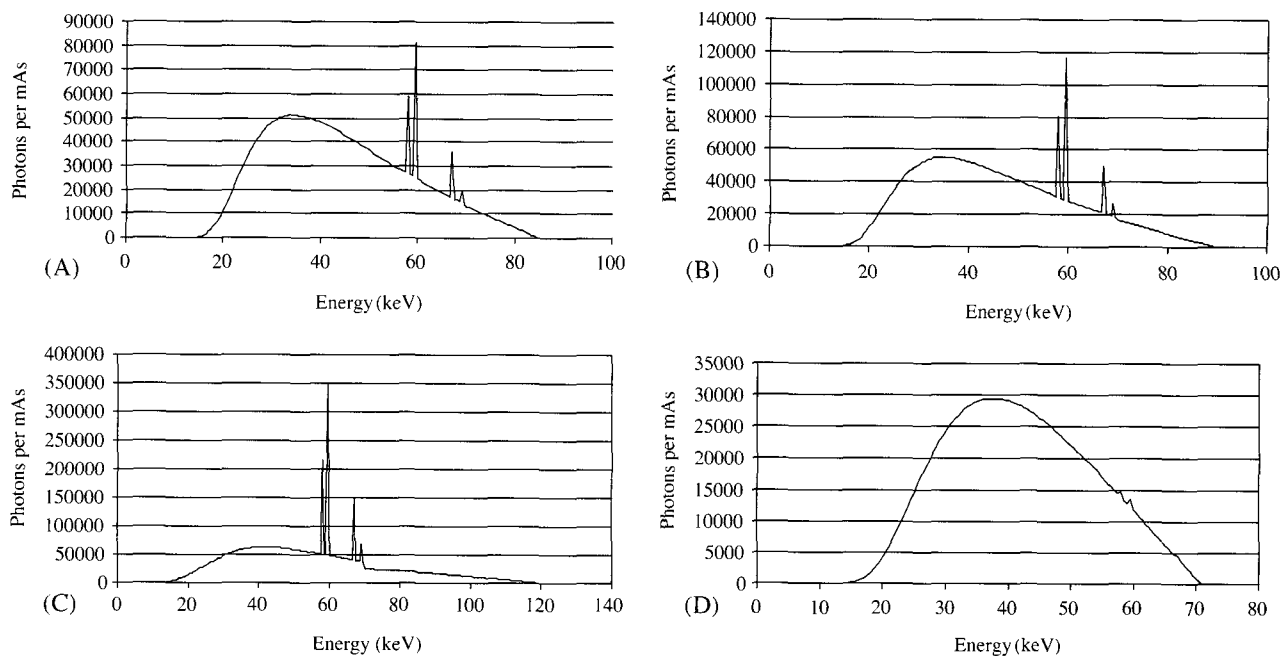 90000
80000
70000
60000
50000
40000
30000
20000
10000
0
Photons per mAs
0 20 40 60 80 100
Energy (keV)
(A)
140000
120000
100000
80000
60000
40000
20000
0
Photons per mAs
0 20 40 60 80 100
Energy (keV)
(B)
400000
350000
300000
250000
200000
150000
100000
50000
0
Photons per mAs
0 20 40 60 80 100 120 140
Energy (keV)
(C)
35000
30000
25000
20000
15000
10000
5000
0
Photons per mAs
0 10 20 30 40 50 60 70 80
Energy (keV)
(D)